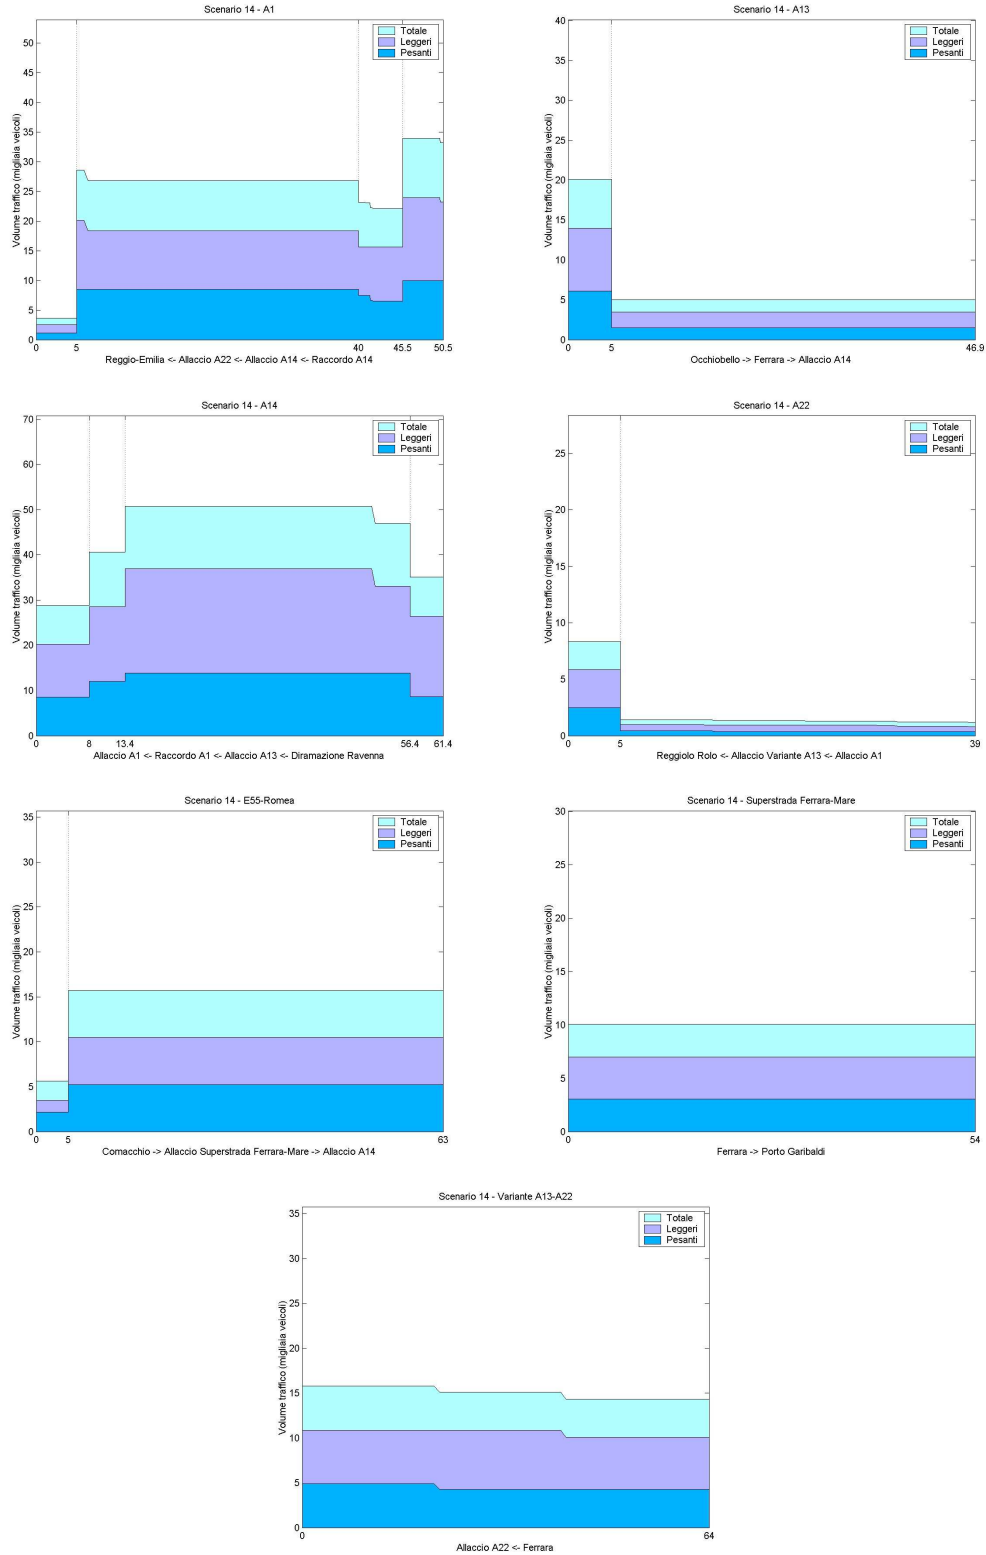 Scenario 14 - A1
Volume traffico (migliaia veicoli)
50
45
40
35
30
25
20
15
10
5
0
Totale
Leggeri
Pesanti
0 5 40 45.5 50.5
Reggio-Emilia <- Allaccio A22 <- Allaccio A14 <- Raccordo A14
Scenario 14 - A13
Volume traffico (migliaia veicoli)
40
35
30
25
20
15
10
5
0
Totale
Leggeri
Pesanti
0 5 46.9
Occhiobello -> Ferrara -> Allaccio A14
Scenario 14 - A14
Volume traffico (migliaia veicoli)
70
60
50
40
30
20
10
0
Totale
Leggeri
Pesanti
0 8 13.4 56.4 61.4
Allaccio A1 <- Raccordo A1 <- Allaccio A13 <- Diramazione Ravenna
Scenario 14 - A22
Volume traffico (migliaia veicoli)
25
20
15
10
5
0
Totale
Leggeri
Pesanti
0 5 39
Reggiolo Rolo <- Allaccio Variante A13 <- Allaccio A1
Scenario 14 - E55-Romea
Volume traffico (migliaia veicoli)
35
30
25
20
15
10
5
0
Totale
Leggeri
Pesanti
0 5 63
Comacchio -> Allaccio Superstrada Ferrara-Mare -> Allaccio A14
Scenario 14 - Superstrada Ferrara-Mare
Volume traffico (migliaia veicoli)
30
25
20
15
10
5
0
Totale
Leggeri
Pesanti
0 54
Ferrara -> Porto Garibaldi
Scenario 14 - Variante A13-A22
Volume traffico (migliaia veicoli)
35
30
25
20
15
10
5
0
Totale
Leggeri
Pesanti
0 64
Allaccio A22 <- Ferrara